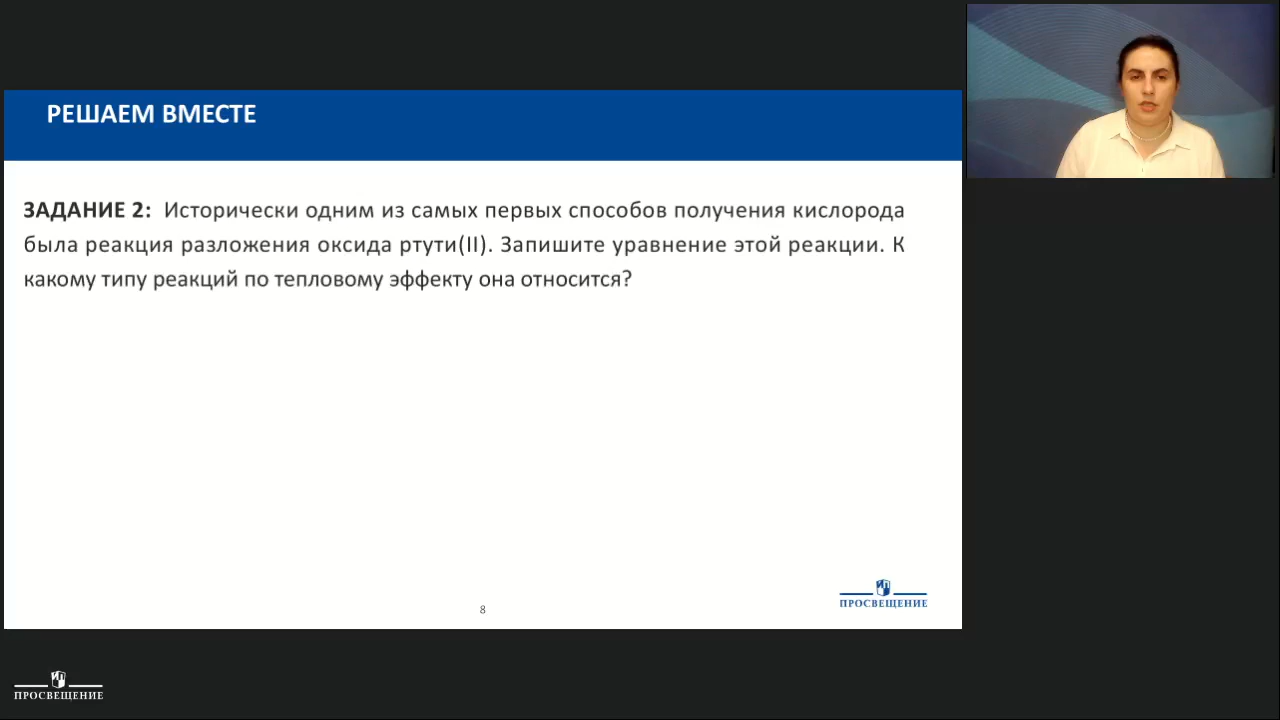 РЕШАЕМ ВМЕСТЕ
ЗАДАНИЕ 2: Исторически одним из самых первых способов получения кислорода
была реакция разложения оксида ртути(II). Запишите уравнение этой реакции. К
какому типу реакций по тепловому эффекту она относится?
8
ПРОСВЕЩЕНИЕ
ПРОСВЕЩЕНИЕ